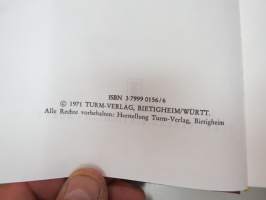 ISBN 3 7999 0156/6
© 1971 TURM-VERLAG, BIETIGHEIM/WÜRTT.
Alle Rechte vorbehalten: Herstellung Turm-Verlag, Bietigheim